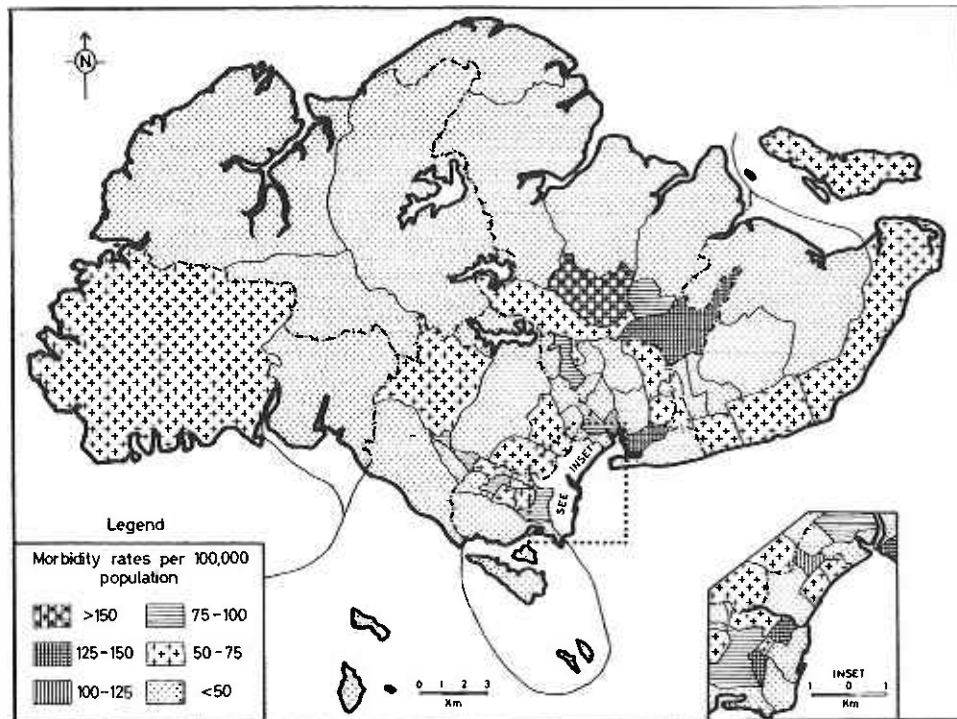 N
SEE INSET
Legend
Morbidity rates per 100,000
population
>150
75-100
125-150
50-75
100-125
<50
0 1 2 3
Km
INSET
1 0 1
Km